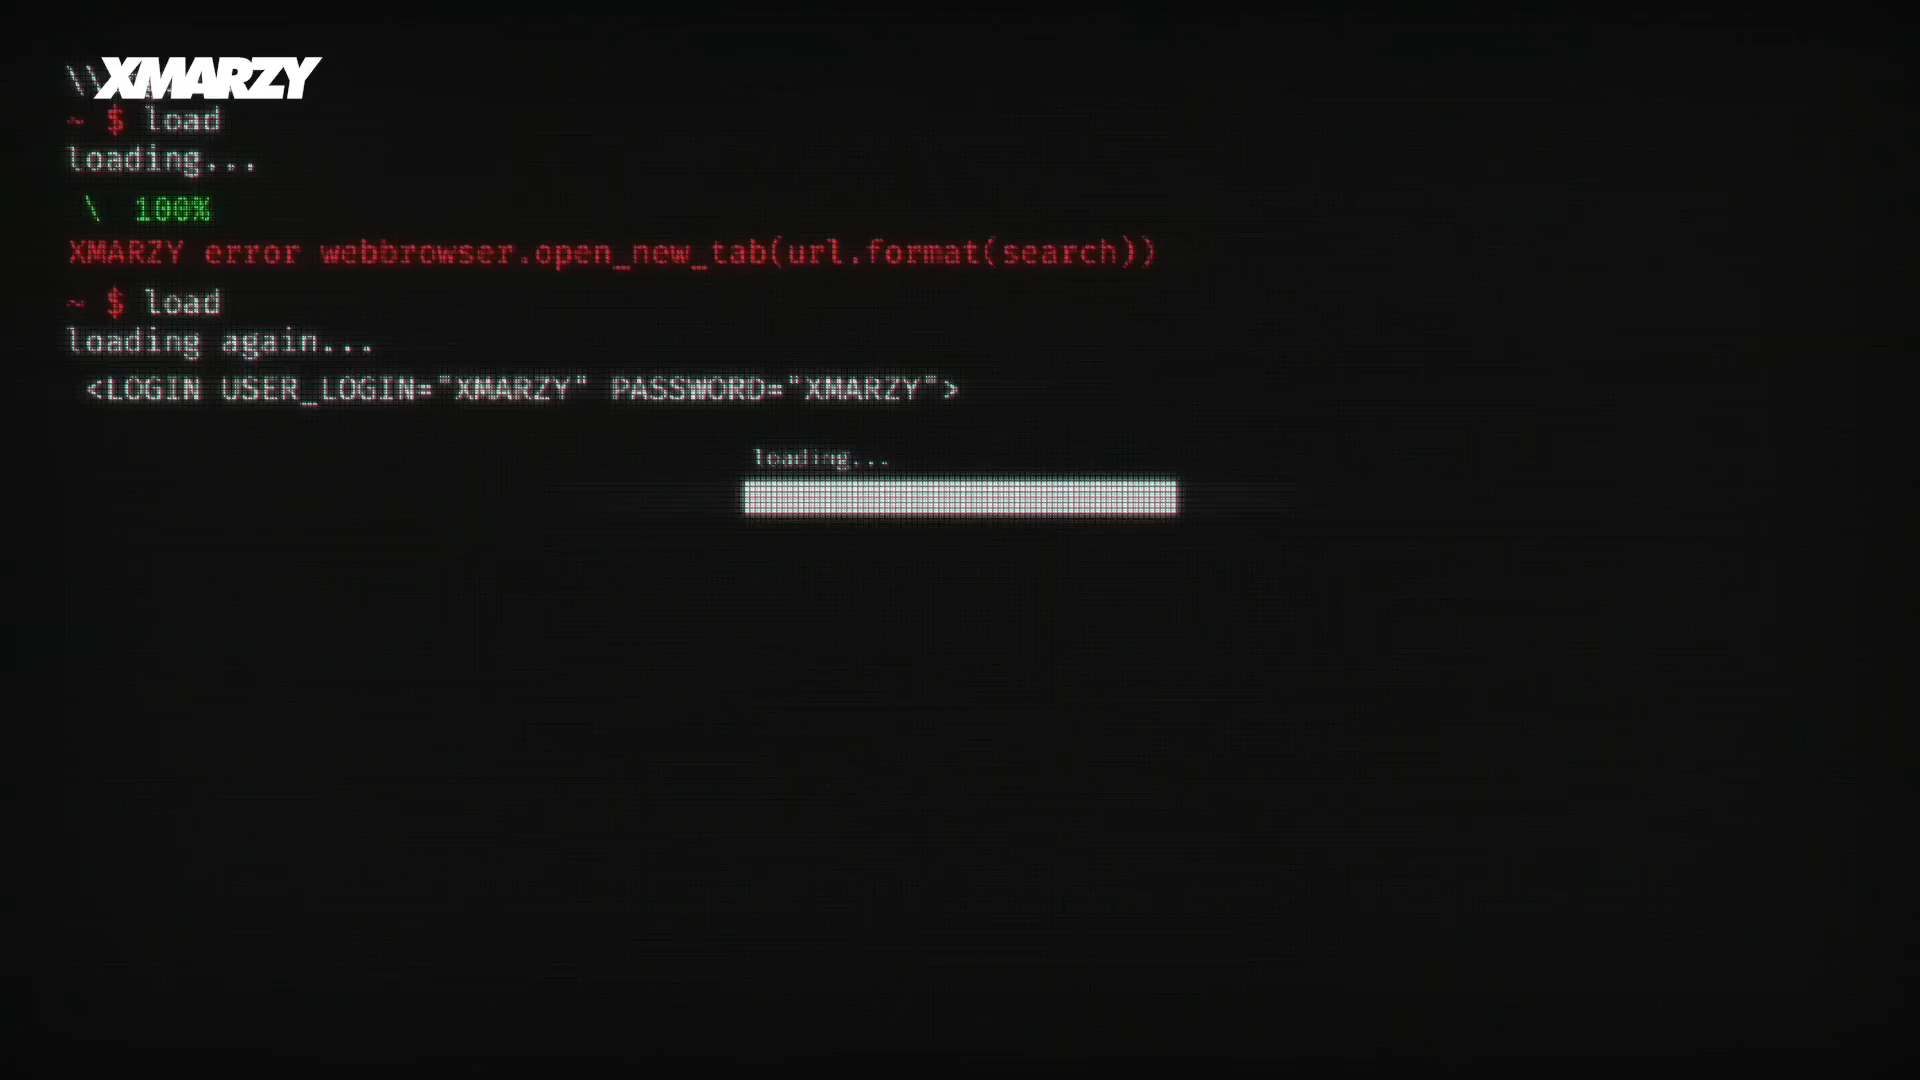 XMARZY
\\
~ $ load
loading...
\ 100%
XMARZY error webbrowser.open_new_tab(url.format(search))
~ $ load
loading again...
<LOGIN USER_LOGIN="XMARZY" PASSWORD="XMARZY">
loading...